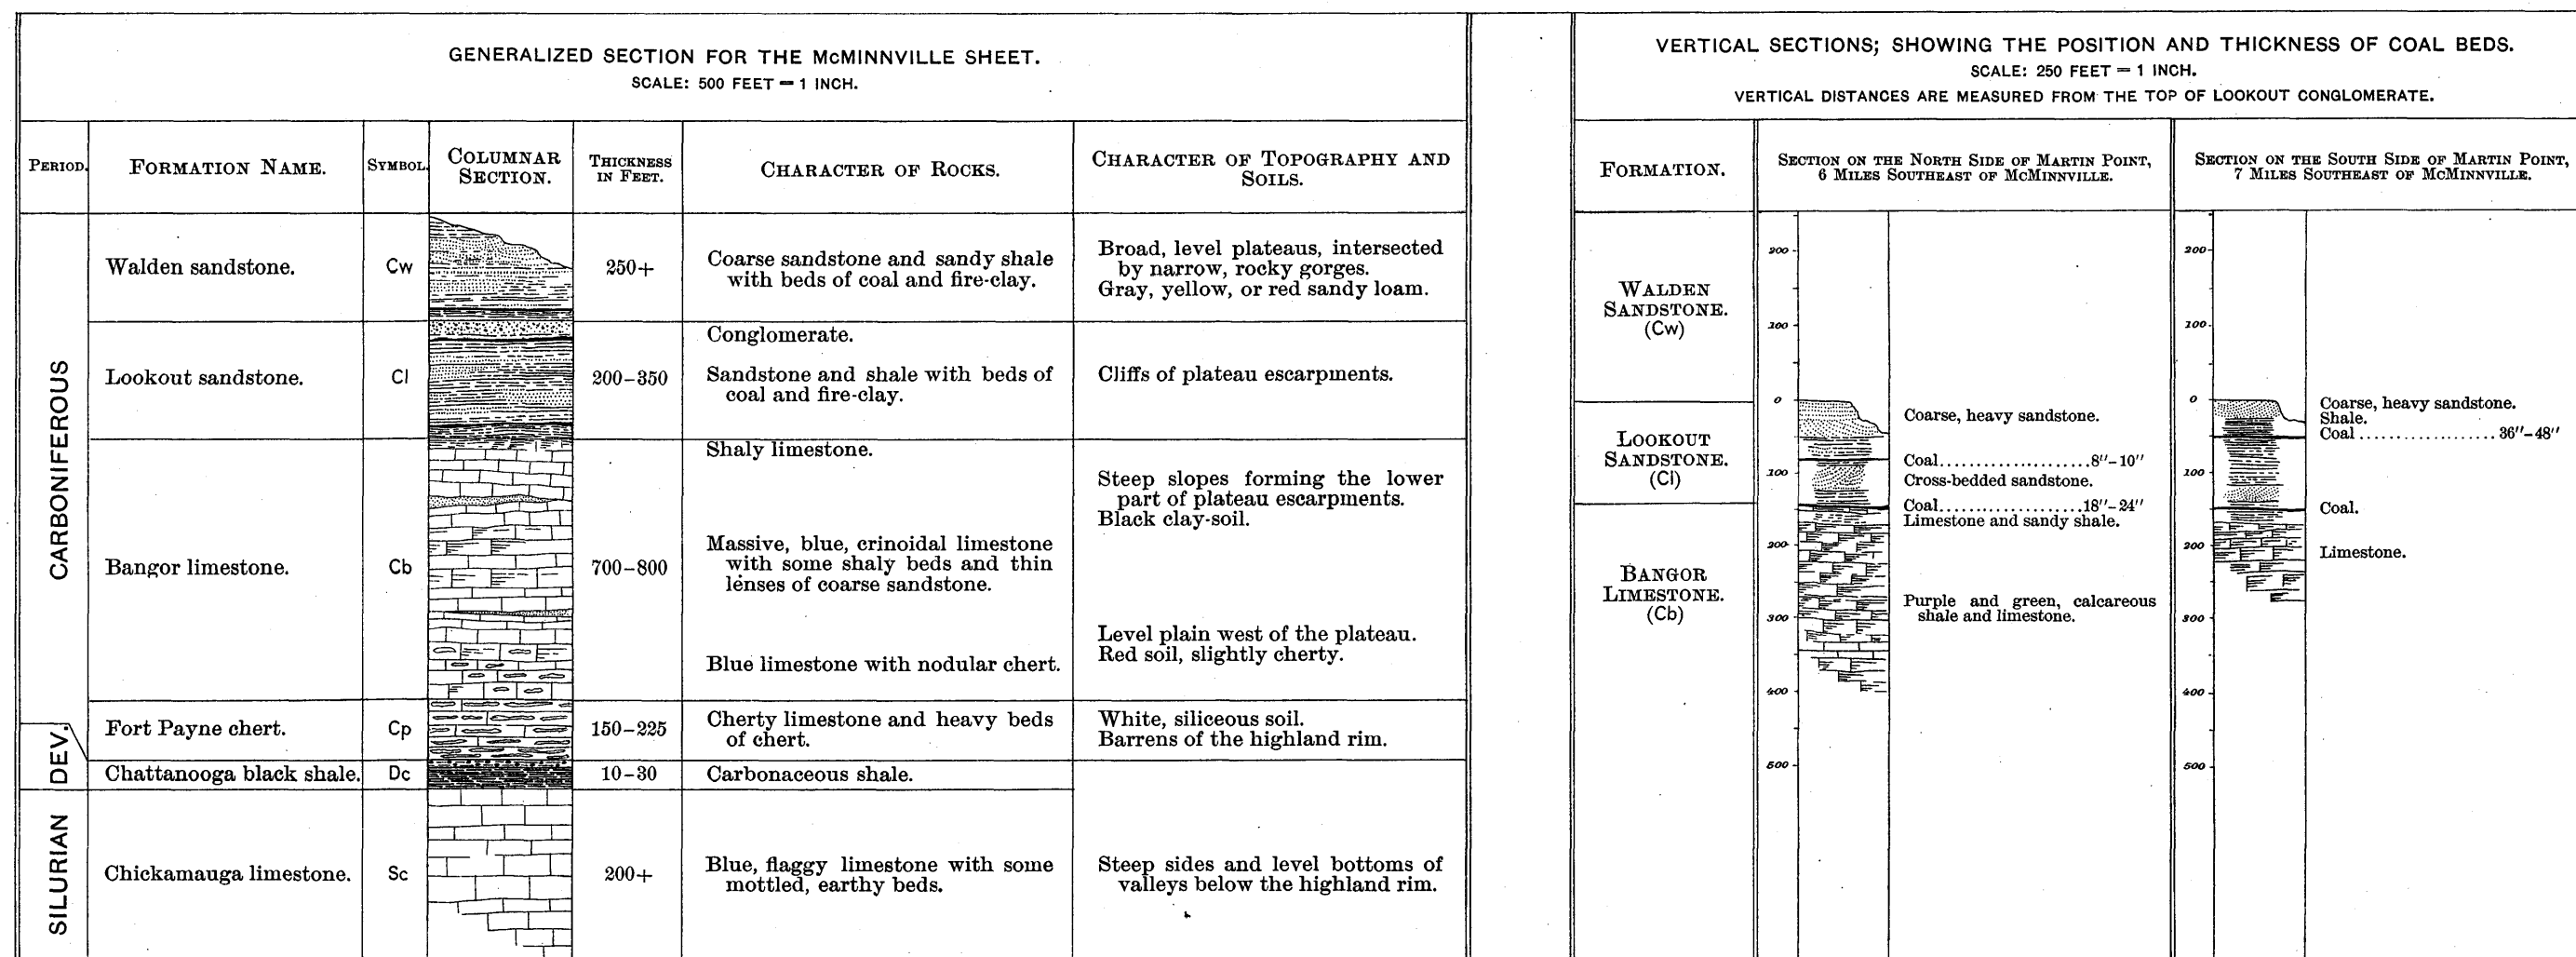 GENERALIZED SECTION FOR THE McMINNVILLE SHEET.
SCALE: 500 FEET = 1 INCH.
PERIOD.
FORMATION NAME.
SYMBOL.
COLUMNAR
SECTION.
THICKNESS
IN FEET.
CHARACTER OF ROCKS.
CHARACTER OF TOPOGRAPHY AND
SOILS.
CARBONIFEROUS
Walden sandstone.
Cw
250+
Coarse sandstone and sandy shale
with beds of coal and fire-clay.
Broad, level plateaus, intersected
by narrow, rocky gorges.
Gray, yellow, or red sandy loam.
Lookout sandstone.
Cl
200–350
Conglomerate.
Sandstone and shale with beds of
coal and fire-clay.
Cliffs of plateau escarpments.
Bangor limestone.
Cb
700–800
Shaly limestone.
Massive, blue, crinoidal limestone
with some shaly beds and thin
lenses of coarse sandstone.
Blue limestone with nodular chert.
Steep slopes forming the lower
part of plateau escarpments.
Black clay-soil.
Level plain west of the plateau.
Red soil, slightly cherty.
Fort Payne chert.
Cp
150–225
Cherty limestone and heavy beds
of chert.
White, siliceous soil.
Barrens of the highland rim.
DEV.
Chattanooga black shale.
Dc
10–30
Carbonaceous shale.
SILURIAN
Chickamauga limestone.
Sc
200+
Blue, flaggy limestone with some
mottled, earthy beds.
Steep sides and level bottoms of
valleys below the highland rim.
VERTICAL SECTIONS; SHOWING THE POSITION AND THICKNESS OF COAL BEDS.
SCALE: 250 FEET = 1 INCH.
VERTICAL DISTANCES ARE MEASURED FROM THE TOP OF LOOKOUT CONGLOMERATE.
FORMATION.
SECTION ON THE NORTH SIDE OF MARTIN POINT,
6 MILES SOUTHEAST OF McMINNVILLE.
SECTION ON THE SOUTH SIDE OF MARTIN POINT,
7 MILES SOUTHEAST OF McMINNVILLE.
WALDEN
SANDSTONE.
(Cw)
LOOKOUT
SANDSTONE.
(Cl)
BANGOR
LIMESTONE.
(Cb)
200
100
0
100
200
300
400
500
Coarse, heavy sandstone.
Coal....................8"–10"
Cross-bedded sandstone.
Coal...................18"–24"
Limestone and sandy shale.
Purple and green, calcareous
shale and limestone.
200
100
0
100
200
300
400
500
Coarse, heavy sandstone.
Shale.
Coal...................36"–48"
Coal.
Limestone.